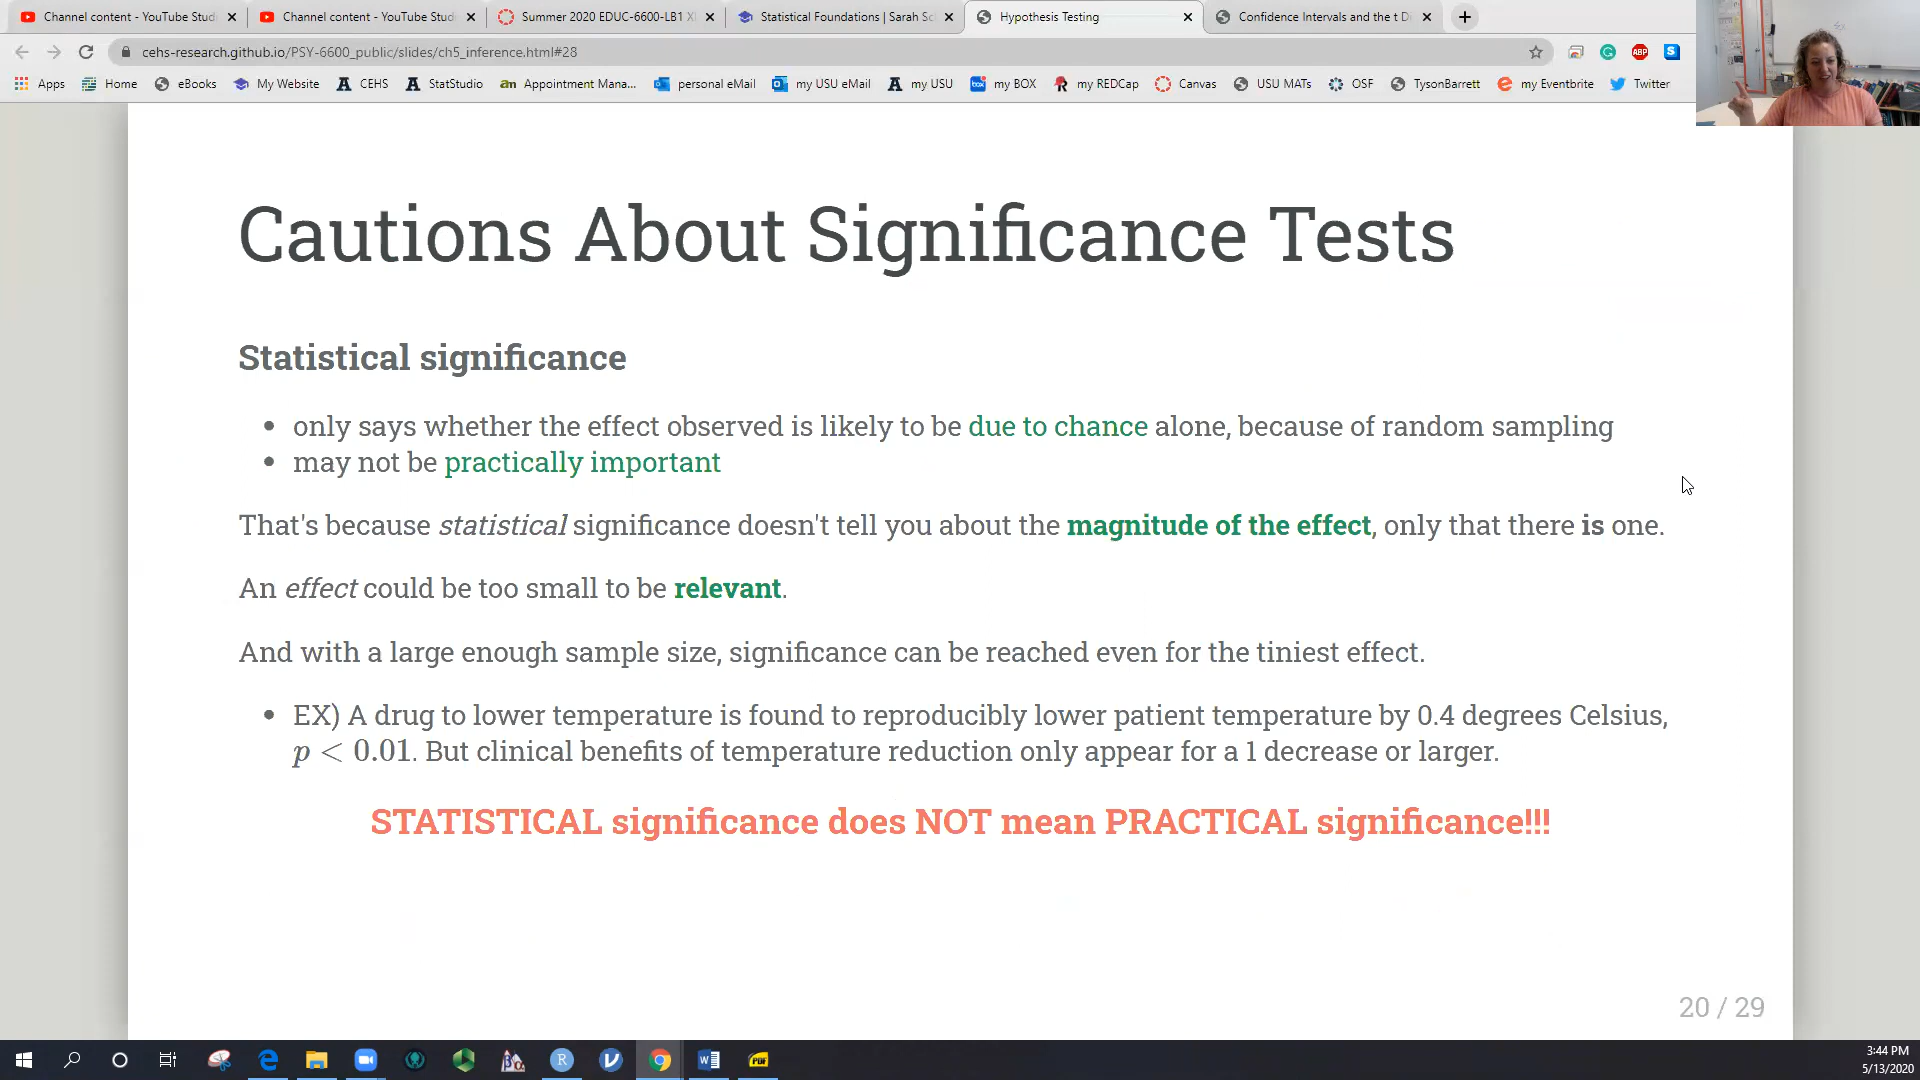 Channel content - YouTube Stud
Channel content - YouTube Stud
Summer 2020 EDUC-6600-LB1 X
Statistical Foundations | Sarah Sc
Hypothesis Testing
Confidence Intervals and the t D
cehs-research.github.io/PSY-6600_public/slides/ch5_inference.html#28
ABP
S
Apps
Home
eBooks
My Website
CEHS
StatStudio
an Appointment Mana...
personal eMail
my USU eMail
my USU
my BOX
my REDCap
Canvas
USU MATs
OSF
TysonBarrett
my Eventbrite
Twitter
Cautions About Significance Tests
Statistical significance
• only says whether the effect observed is likely to be due to chance alone, because of random sampling
• may not be practically important
That's because statistical significance doesn't tell you about the magnitude of the effect, only that there is one.
An effect could be too small to be relevant.
And with a large enough sample size, significance can be reached even for the tiniest effect.
• EX) A drug to lower temperature is found to reproducibly lower patient temperature by 0.4 degrees Celsius,
p < 0.01. But clinical benefits of temperature reduction only appear for a 1 decrease or larger.
STATISTICAL significance does NOT mean PRACTICAL significance!!!
20 / 29
3:44 PM
5/13/2020